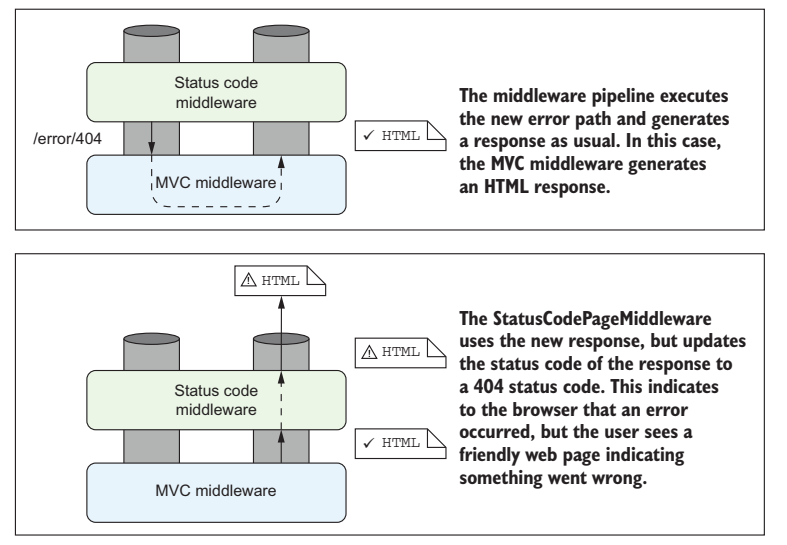 Status code
middleware
/error/404
✓ HTML
MVC middleware
The middleware pipeline executes
the new error path and generates
a response as usual. In this case,
the MVC middleware generates
an HTML response.
⚠ HTML
Status code
middleware
MVC middleware
⚠ HTML
✓ HTML
The StatusCodePageMiddleware
uses the new response, but updates
the status code of the response to
a 404 status code. This indicates
to the browser that an error
occurred, but the user sees a
friendly web page indicating
something went wrong.